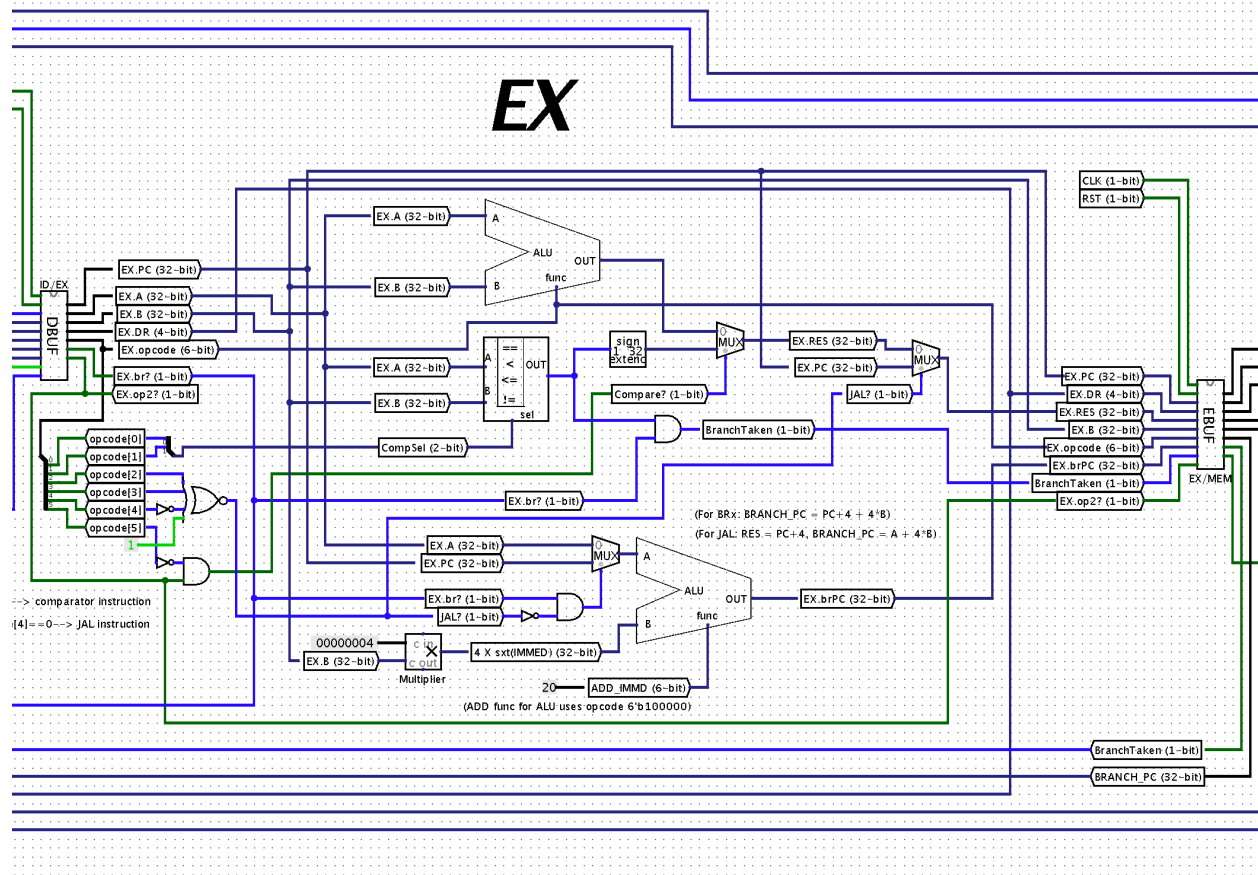 EX
CLK (1-bit)
RST (1-bit)
EX.A (32-bit)
A
ALU
OUT
EX.B (32-bit)
B
func
ID/EX
DBUF
EX.PC (32-bit)
EX.A (32-bit)
EX.B (32-bit)
EX.DR (4-bit)
EX.opcode (6-bit)
EX.br? (1-bit)
EX.op2? (1-bit)
EX.A (32-bit)
A
==
<
<=
!=
OUT
B
sel
EX.B (32-bit)
sign
1 32
extend
0
MUX
EX.RES (32-bit)
EX.PC (32-bit)
0
MUX
Compare? (1-bit)
JAL? (1-bit)
EX.PC (32-bit)
EX.DR (4-bit)
EX.RES (32-bit)
EX.B (32-bit)
EX.opcode (6-bit)
EX.brPC (32-bit)
BranchTaken (1-bit)
EX.op2? (1-bit)
EBUF
EX/MEM
opcode[0]
opcode[1]
opcode[2]
opcode[3]
opcode[4]
opcode[5]
1
CompSel (2-bit)
BranchTaken (1-bit)
EX.br? (1-bit)
(For BRx: BRANCH_PC = PC+4 + 4*B)
(For JAL: RES = PC+4, BRANCH_PC = A + 4*B)
EX.A (32-bit)
EX.PC (32-bit)
0
MUX
A
ALU
OUT
func
B
EX.brPC (32-bit)
EX.br? (1-bit)
JAL? (1-bit)
--> comparator instruction
[4]==0--> JAL instruction
00000004
EX.B (32-bit)
c in
c out
Multiplier
4 X sxt(IMMED) (32-bit)
20
ADD_IMMD (6-bit)
(ADD func for ALU uses opcode 6'b100000)
BranchTaken (1-bit)
BRANCH_PC (32-bit)